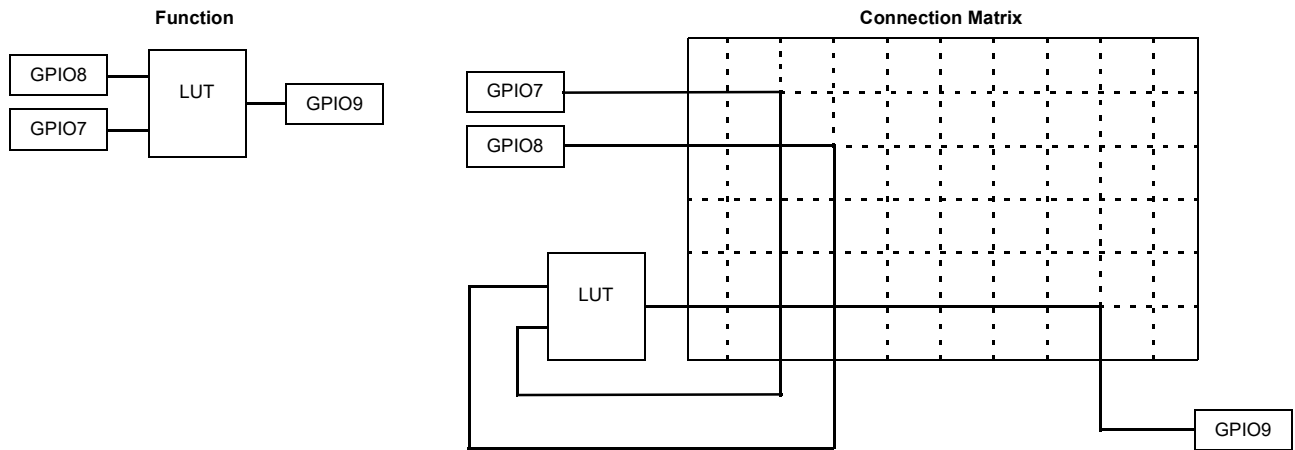 Function
GPIO8
GPIO7
LUT
GPIO9
Connection Matrix
GPIO7
GPIO8
LUT
GPIO9